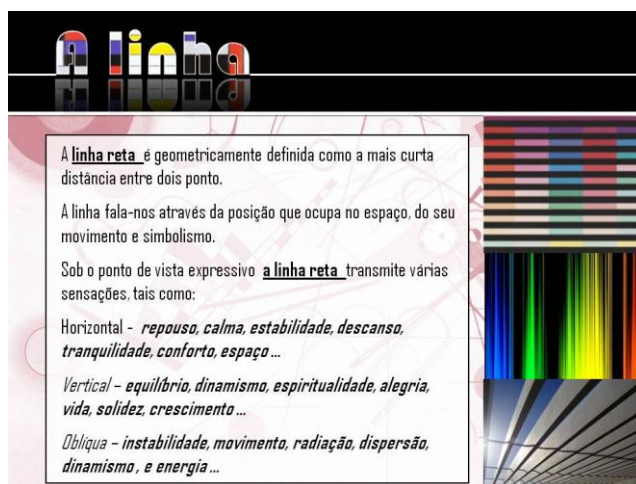 A linha
A linha reta é geometricamente definida como a mais curta
distância entre dois ponto.
A linha fala-nos através da posição que ocupa no espaço, do seu
movimento e simbolismo.
Sob o ponto de vista expressivo a linha reta transmite várias
sensações, tais como:
Horizontal - repouso, calma, estabilidade, descanso,
tranquilidade, conforto, espaço ...
Vertical – equilíbrio, dinamismo, espiritualidade, alegria,
vida, solidez, crescimento ...
Oblíqua – instabilidade, movimento, radiação, dispersão,
dinamismo , e energia ...